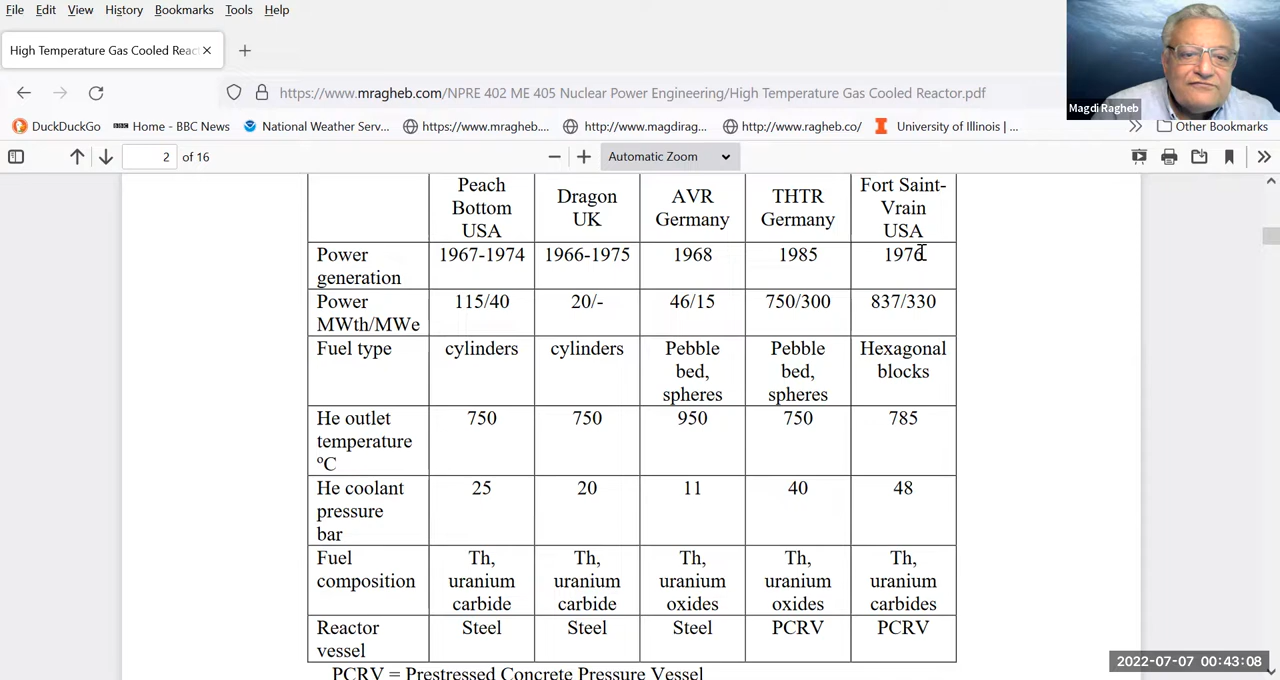 File Edit View History Bookmarks Tools Help
High Temperature Gas Cooled Reac
https://www.mragheb.com/NPRE 402 ME 405 Nuclear Power Engineering/High Temperature Gas Cooled Reactor.pdf
DuckDuckGo BBC Home - BBC News National Weather Serv... https://www.mragheb.... http://www.magdirag... http://www.ragheb.co/ University of Illinois | ... Other Bookmarks
2 of 16 Automatic Zoom
Magdi Ragheb
Peach Bottom USA Dragon UK AVR Germany THTR Germany Fort Saint-Vrain USA
Power generation 1967-1974 1966-1975 1968 1985 1976
Power MWth/MWe 115/40 20/- 46/15 750/300 837/330
Fuel type cylinders cylinders Pebble bed, spheres Pebble bed, spheres Hexagonal blocks
He outlet temperature ºC 750 750 950 750 785
He coolant pressure bar 25 20 11 40 48
Fuel composition Th, uranium carbide Th, uranium carbide Th, uranium oxides Th, uranium oxides Th, uranium carbides
Reactor vessel Steel Steel Steel PCRV PCRV
PCRV = Prestressed Concrete Pressure Vessel
2022-07-07 00:43:08